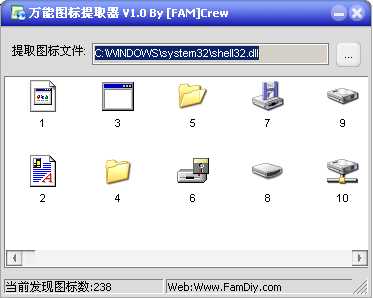 万能图标提取器 V1.0 By [FAM]Crew
提取图标文件: C:\WINDOWS\system32\shell32.dll ...
1 3 5 7 9
2 4 6 8 10
当前发现图标数:238 Web:Www.FamDiy.com